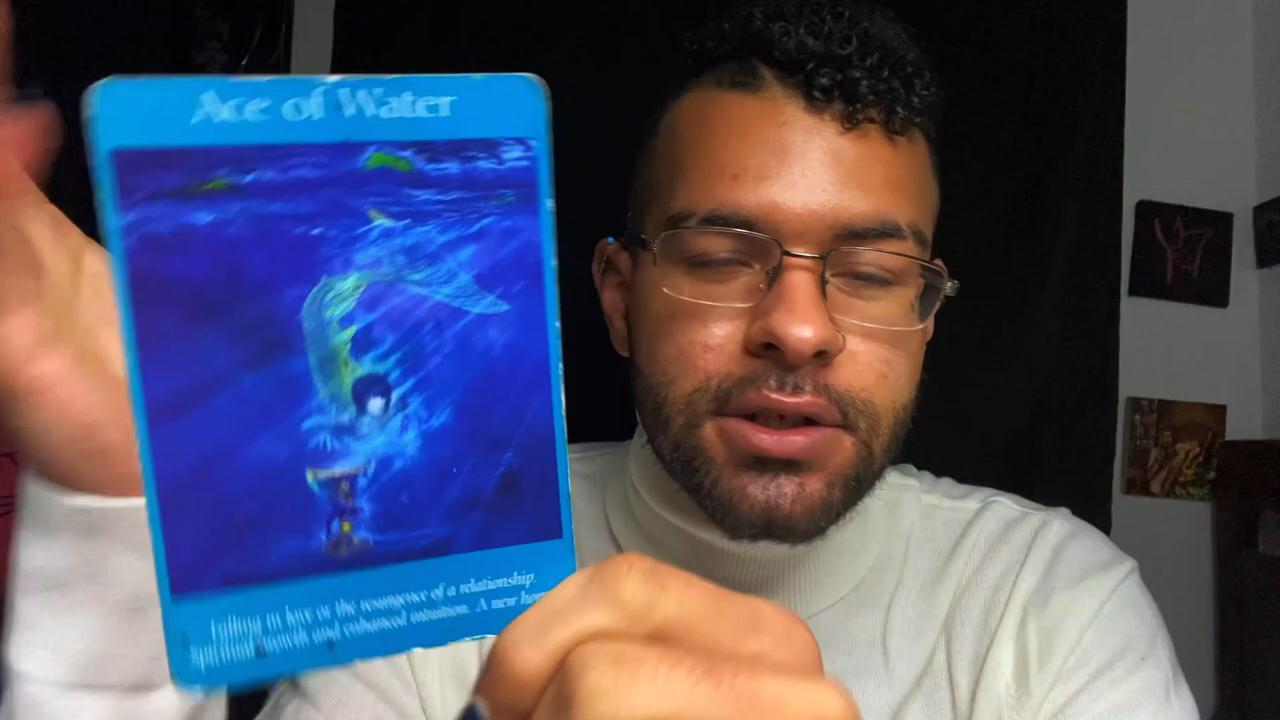 Ace of Water
Falling in love or the resurgence of a relationship.
Spiritual growth and enhanced intuition. A new